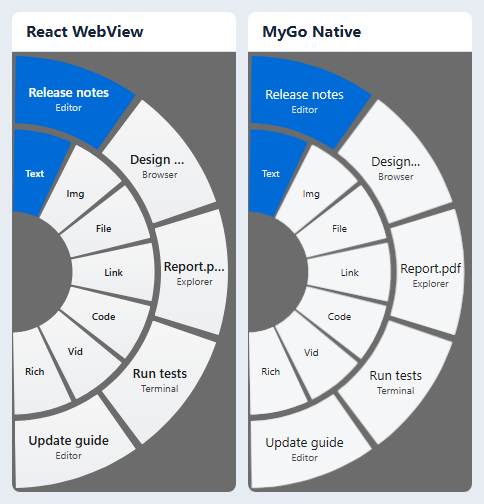 React WebView
Release notes
Editor
Design ...
Browser
Text
Img
File
Link
Code
Vid
Rich
Report.p...
Explorer
Run tests
Terminal
Update guide
Editor
MyGo Native
Release notes
Editor
Design...
Browser
Text
Img
File
Link
Code
Vid
Rich
Report.pdf
Explorer
Run tests
Terminal
Update guide
Editor